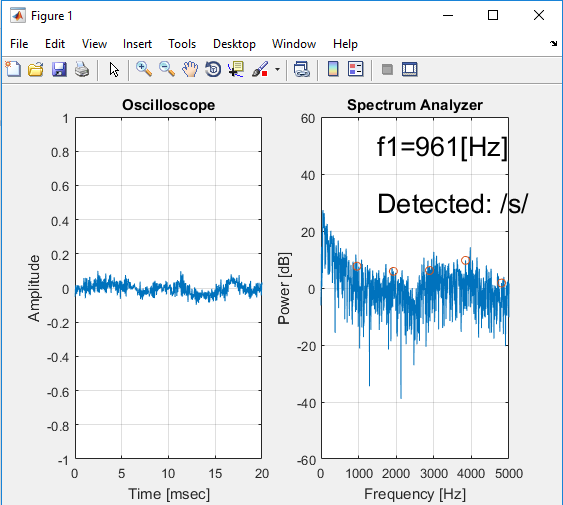 Figure 1
File Edit View Insert Tools Desktop Window Help
Oscilloscope
1
0.8
0.6
0.4
0.2
0
-0.2
-0.4
-0.6
-0.8
-1
Amplitude
0 5 10 15 20
Time [msec]
Spectrum Analyzer
f1=961[Hz]
Detected: /s/
60
40
20
0
-20
-40
-60
Power [dB]
0 1000 2000 3000 4000 5000
Frequency [Hz]